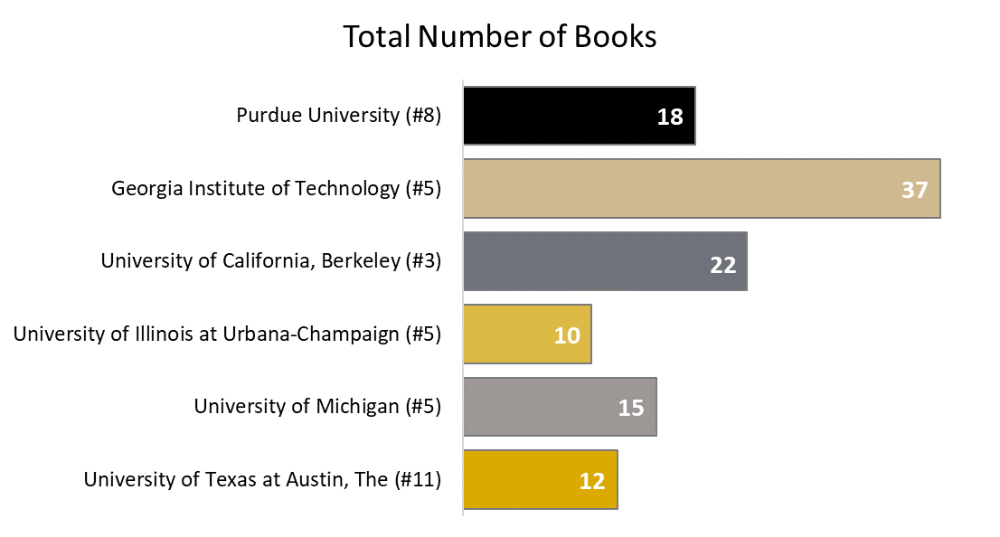 Total Number of Books
Purdue University (#8)
18
Georgia Institute of Technology (#5)
37
University of California, Berkeley (#3)
22
University of Illinois at Urbana-Champaign (#5)
10
University of Michigan (#5)
15
University of Texas at Austin, The (#11)
12